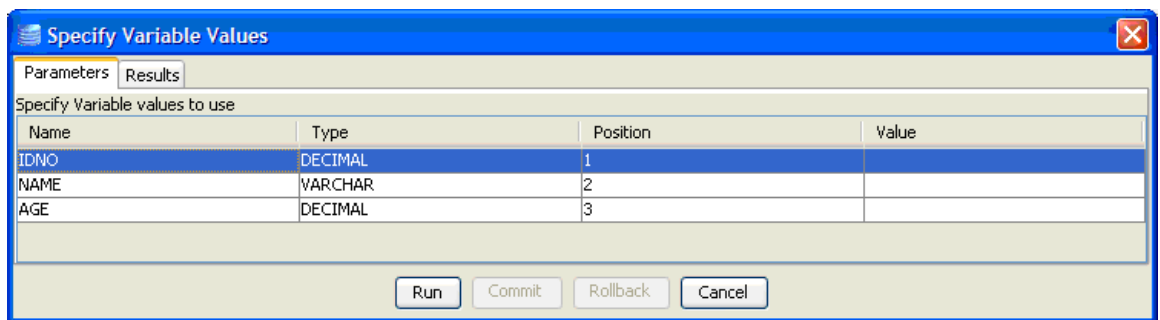 Specify Variable Values
Parameters Results
Specify Variable values to use
Name Type Position Value
IDNO DECIMAL 1
NAME VARCHAR 2
AGE DECIMAL 3
Run Commit Rollback Cancel